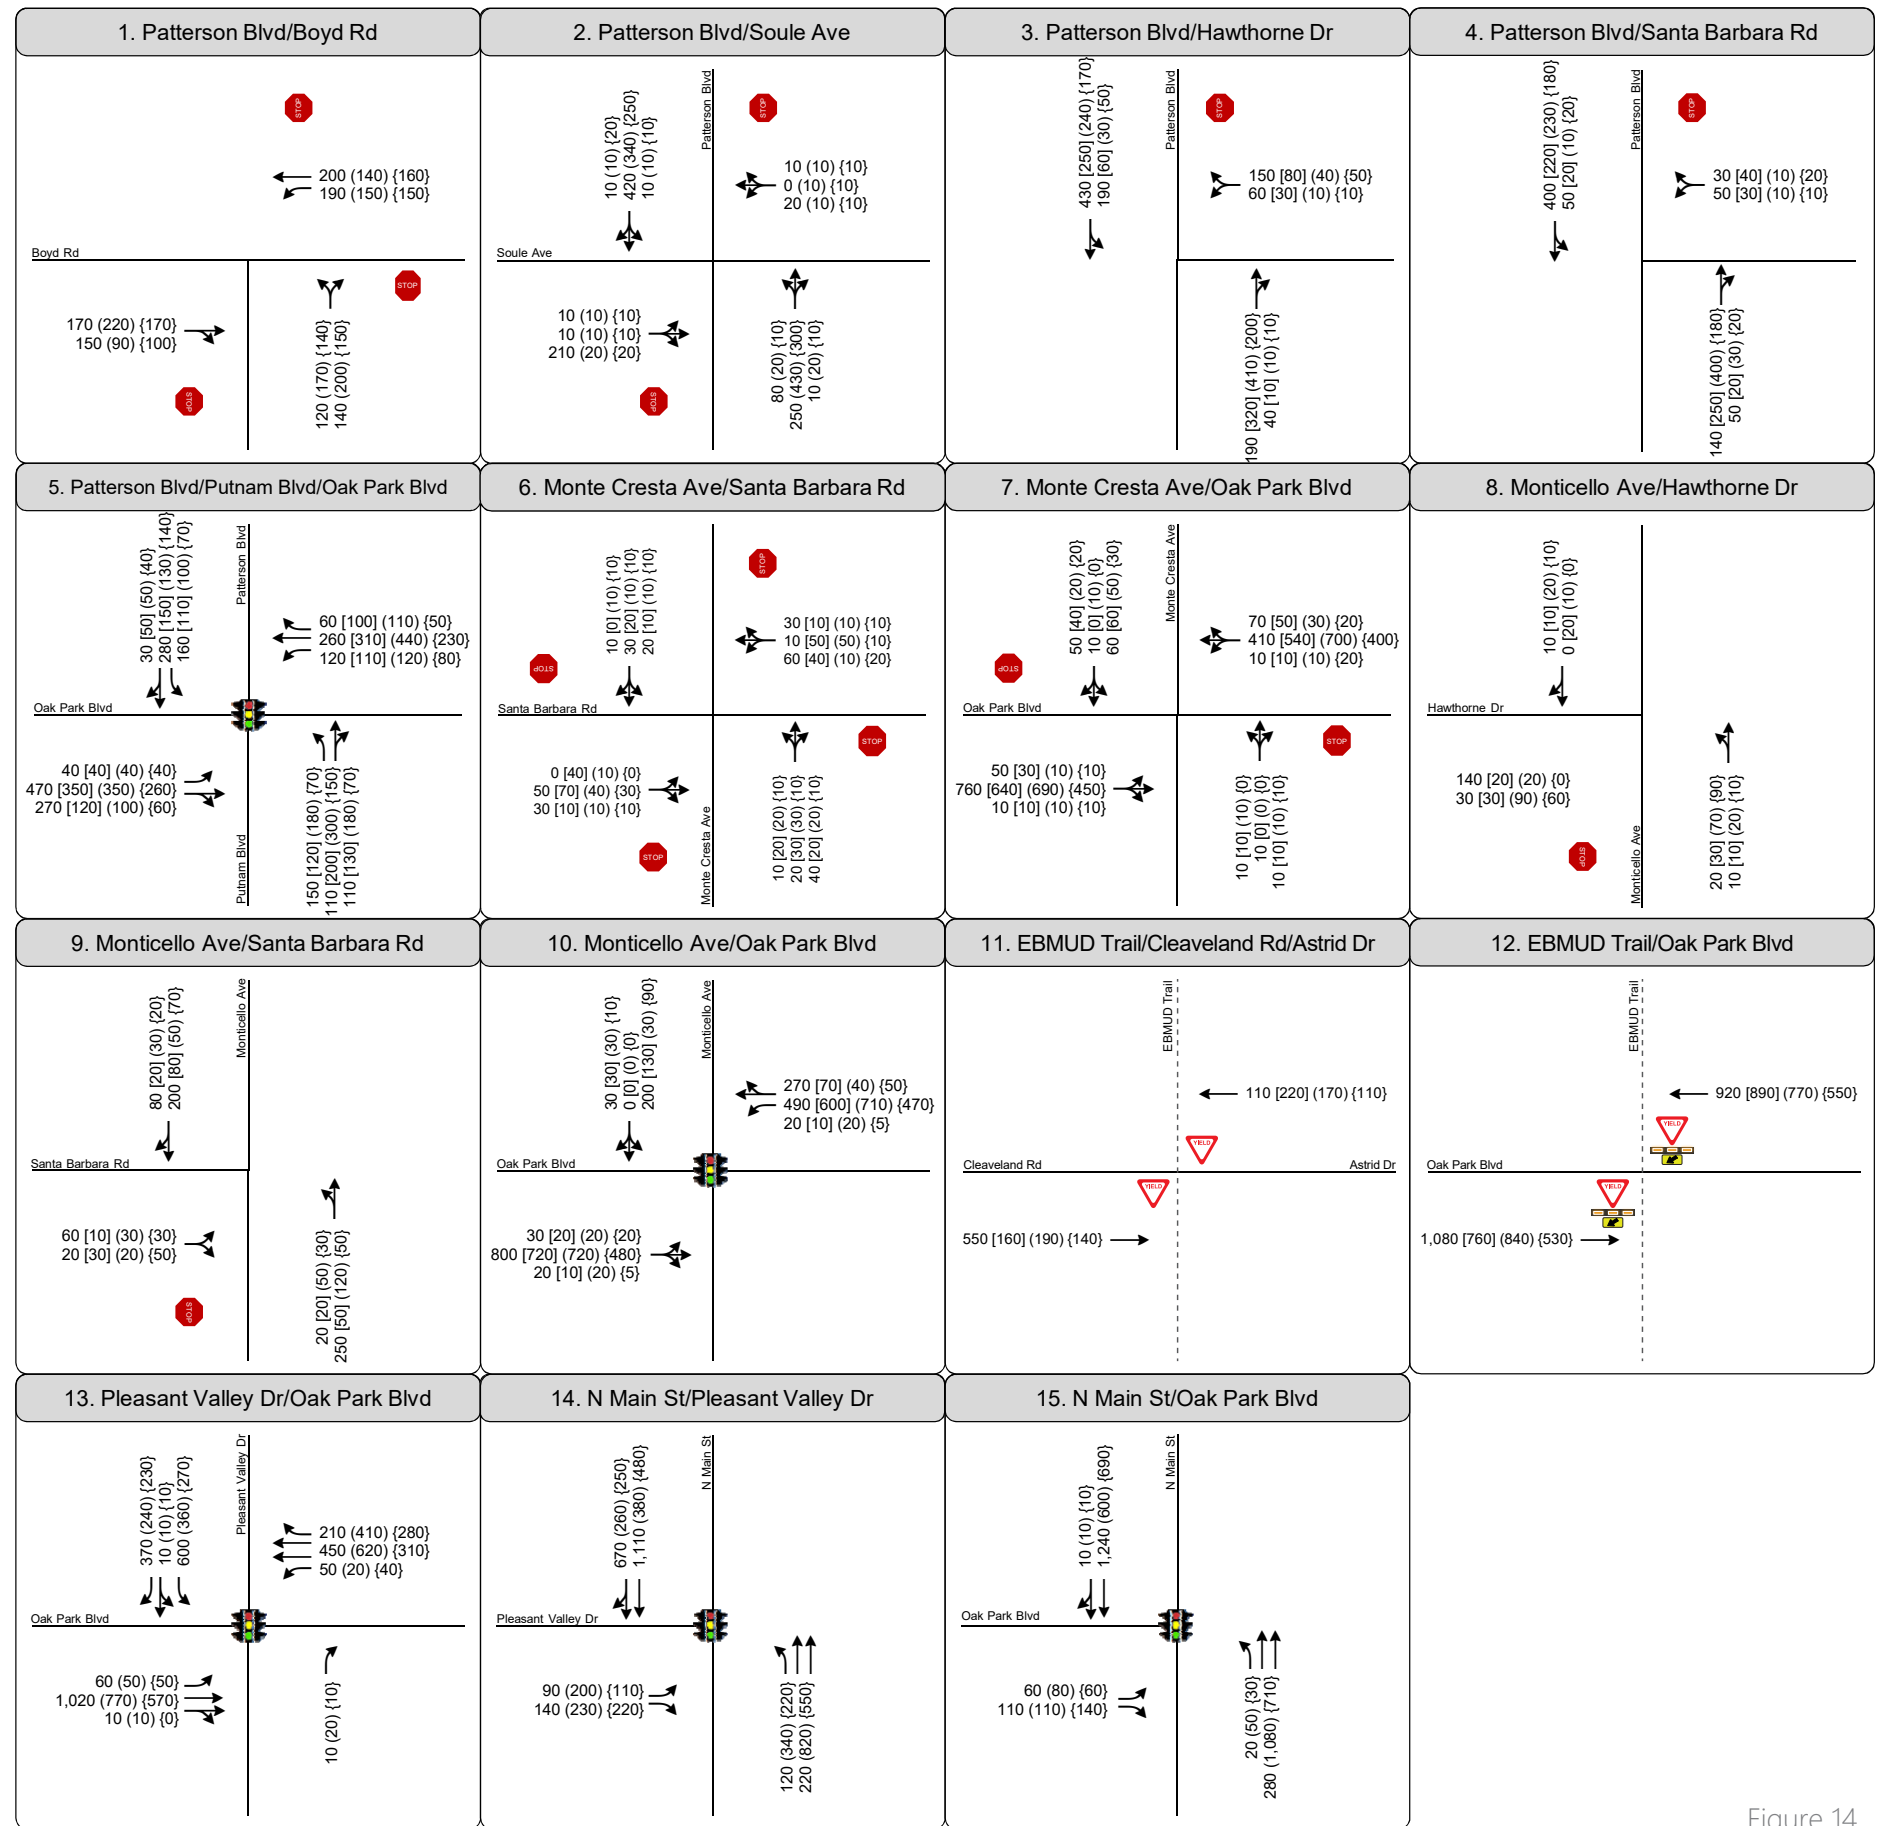 1. Patterson Blvd/Boyd Rd
STOP
200 (140) {160}
190 (150) {150}
Boyd Rd
STOP
170 (220) {170}
150 (90) {100}
120 (170) {140}
140 (200) {150}
STOP
2. Patterson Blvd/Soule Ave
10 (10) {20}
420 (340) {250}
10 (10) {10}
Patterson Blvd
STOP
10 (10) {10}
0 (10) {10}
20 (10) {10}
Soule Ave
10 (10) {10}
10 (10) {10}
210 (20) {20}
80 (20) {10}
250 (430) {300}
10 (20) {10}
STOP
3. Patterson Blvd/Hawthorne Dr
430 [250] (240) {170}
190 [60] (30) {50}
Patterson Blvd
STOP
150 [80] (40) {50}
60 [30] (10) {10}
190 [320] (410) {200}
40 [10] (10) {10}
4. Patterson Blvd/Santa Barbara Rd
400 [220] (230) {180}
50 [20] (10) {20}
Patterson Blvd
STOP
30 [40] (10) {20}
50 [30] (10) {10}
140 [250] (400) {180}
50 [20] (30) {20}
5. Patterson Blvd/Putnam Blvd/Oak Park Blvd
30 [50] (50) {40}
280 [150] (130) {140}
160 [110] (100) {70}
Patterson Blvd
60 [100] (110) {50}
260 [310] (440) {230}
120 [110] (120) {80}
Oak Park Blvd
40 [40] (40) {40}
470 [350] (350) {260}
270 [120] (100) {60}
Putnam Blvd
150 [120] (180) {70}
110 [200] (300) {150}
110 [130] (180) {70}
6. Monte Cresta Ave/Santa Barbara Rd
10 [0] (10) {10}
30 [20] (10) {10}
20 [10] (10) {10}
STOP
30 [10] (10) {10}
10 [50] (50) {10}
60 [40] (10) {20}
STOP
Santa Barbara Rd
STOP
0 [40] (10) {0}
50 [70] (40) {30}
30 [10] (10) {10}
Monte Cresta Ave
10 [20] (20) {10}
20 [30] (30) {10}
40 [20] (20) {10}
STOP
7. Monte Cresta Ave/Oak Park Blvd
50 [40] (20) {20}
10 [0] (10) {0}
60 [60] (50) {30}
Monte Cresta Ave
70 [50] (30) {20}
410 [540] (700) {400}
10 [10] (10) {20}
STOP
Oak Park Blvd
STOP
50 [30] (10) {10}
760 [640] (690) {450}
10 [10] (10) {10}
10 [10] (10) {0}
10 [0] (0) {0}
10 [10] (10) {10}
8. Monticello Ave/Hawthorne Dr
10 [10] (20) {10}
0 [20] (10) {0}
Hawthorne Dr
140 [20] (20) {0}
30 [30] (90) {60}
STOP
Monticello Ave
20 [30] (70) {90}
10 [10] (20) {10}
9. Monticello Ave/Santa Barbara Rd
80 [20] (30) {20}
200 [80] (50) {70}
Monticello Ave
Santa Barbara Rd
60 [10] (30) {30}
20 [30] (20) {50}
STOP
20 [20] (50) {30}
250 [50] (120) {50}
10. Monticello Ave/Oak Park Blvd
30 [30] (30) {10}
0 [0] (0) {0}
200 [130] (30) {90}
Monticello Ave
270 [70] (40) {50}
490 [600] (710) {470}
20 [10] (20) {5}
Oak Park Blvd
30 [20] (20) {20}
800 [720] (720) {480}
20 [10] (20) {5}
11. EBMUD Trail/Cleaveland Rd/Astrid Dr
EBMUD Trail
110 [220] (170) {110}
YIELD
Cleaveland Rd
Astrid Dr
YIELD
550 [160] (190) {140}
12. EBMUD Trail/Oak Park Blvd
EBMUD Trail
920 [890] (770) {550}
YIELD
Oak Park Blvd
YIELD
1,080 [760] (840) {530}
13. Pleasant Valley Dr/Oak Park Blvd
370 (240) {230}
10 (10) {10}
600 (360) {270}
Pleasant Valley Dr
210 (410) {280}
450 (620) {310}
50 (20) {40}
Oak Park Blvd
60 (50) {50}
1,020 (770) {570}
10 (10) {0}
10 (20) {10}
14. N Main St/Pleasant Valley Dr
670 (260) {250}
1,110 (380) {480}
N Main St
Pleasant Valley Dr
90 (200) {110}
140 (230) {220}
120 (340) {220}
220 (820) {550}
15. N Main St/Oak Park Blvd
10 (10) {10}
1,240 (600) {690}
N Main St
Oak Park Blvd
60 (80) {60}
110 (110) {140}
20 (50) {30}
280 (1,080) {710}
Figure 14